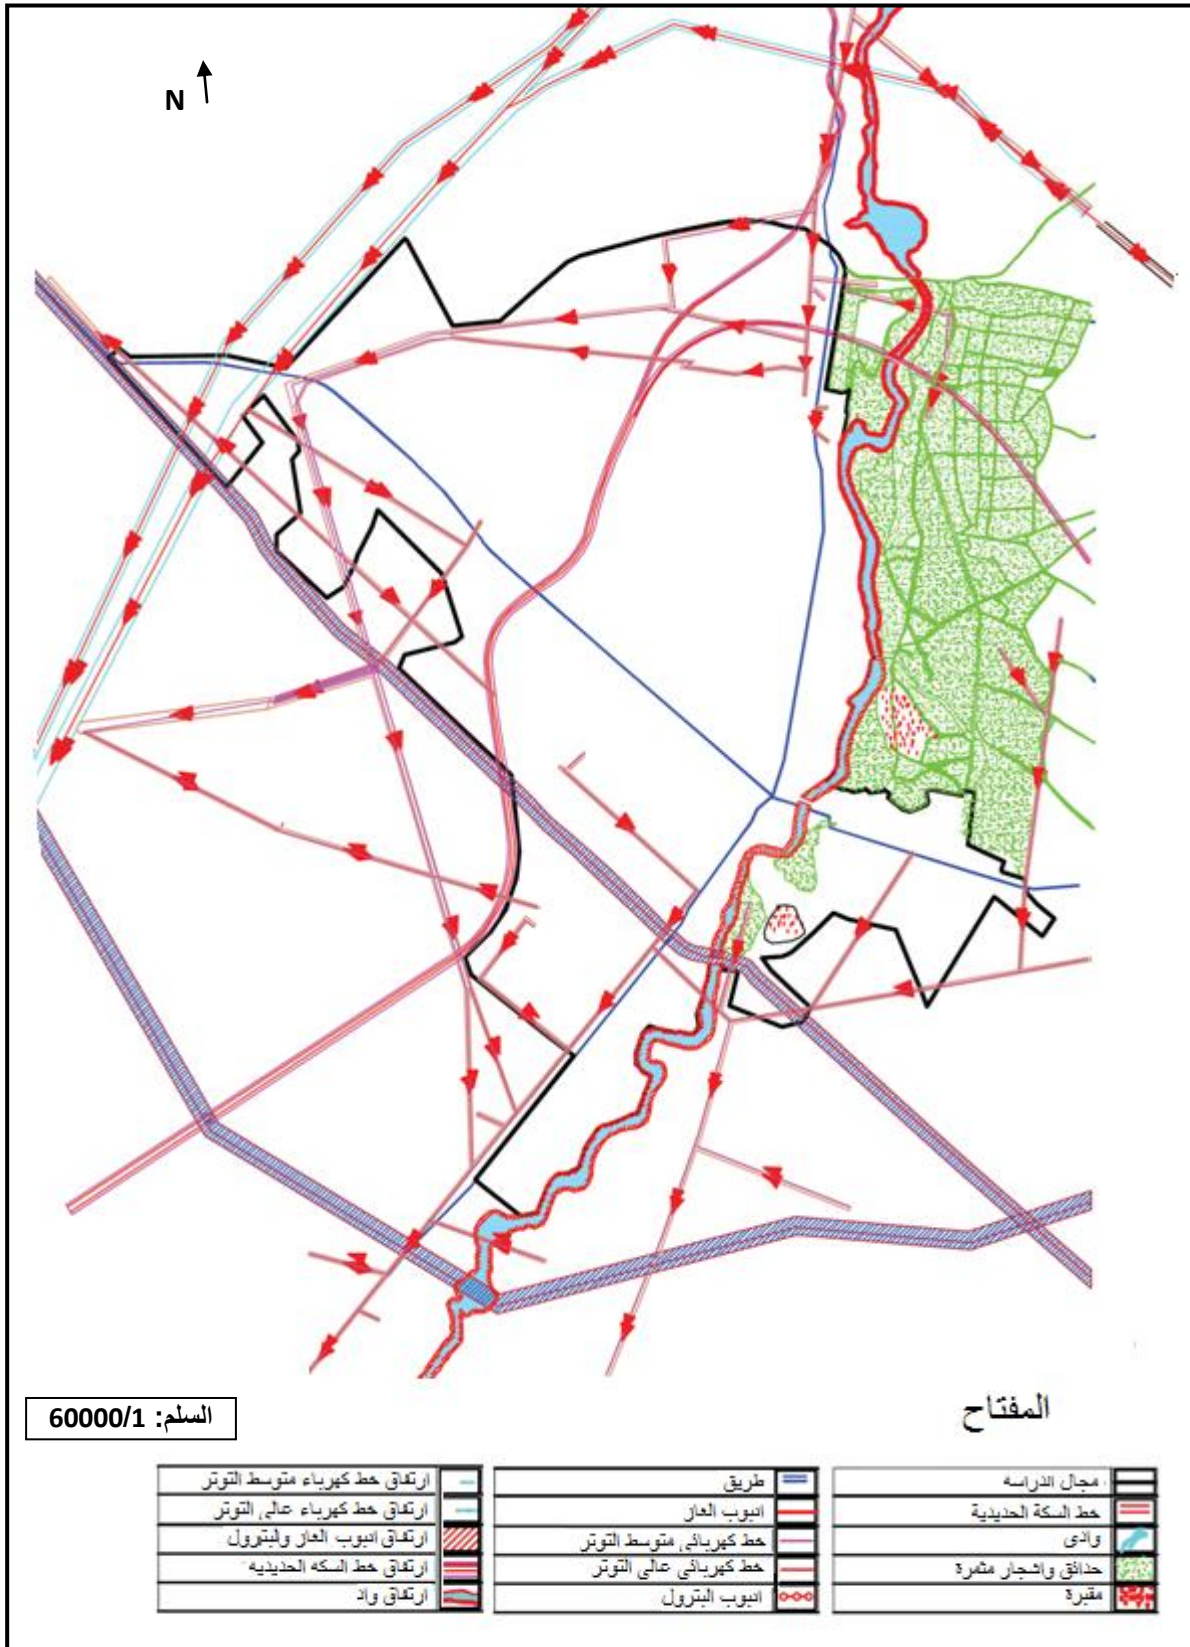 N
المفتاح
السلم: 60000/1
مجال الدراسة
خط السكة الحديدية
وادي
حدائق واشجار مثمرة
مقبرة
طريق
انبوب الغاز
خط كهربائي متوسط التوتر
خط كهربائي عالي التوتر
انبوب البترول
ارتفاق خط كهرباء متوسط التوتر
ارتفاق خط كهرباء عالي التوتر
ارتفاق انبوب الغاز والبترول
ارتفاق خط السكة الحديدية
ارتفاق واد